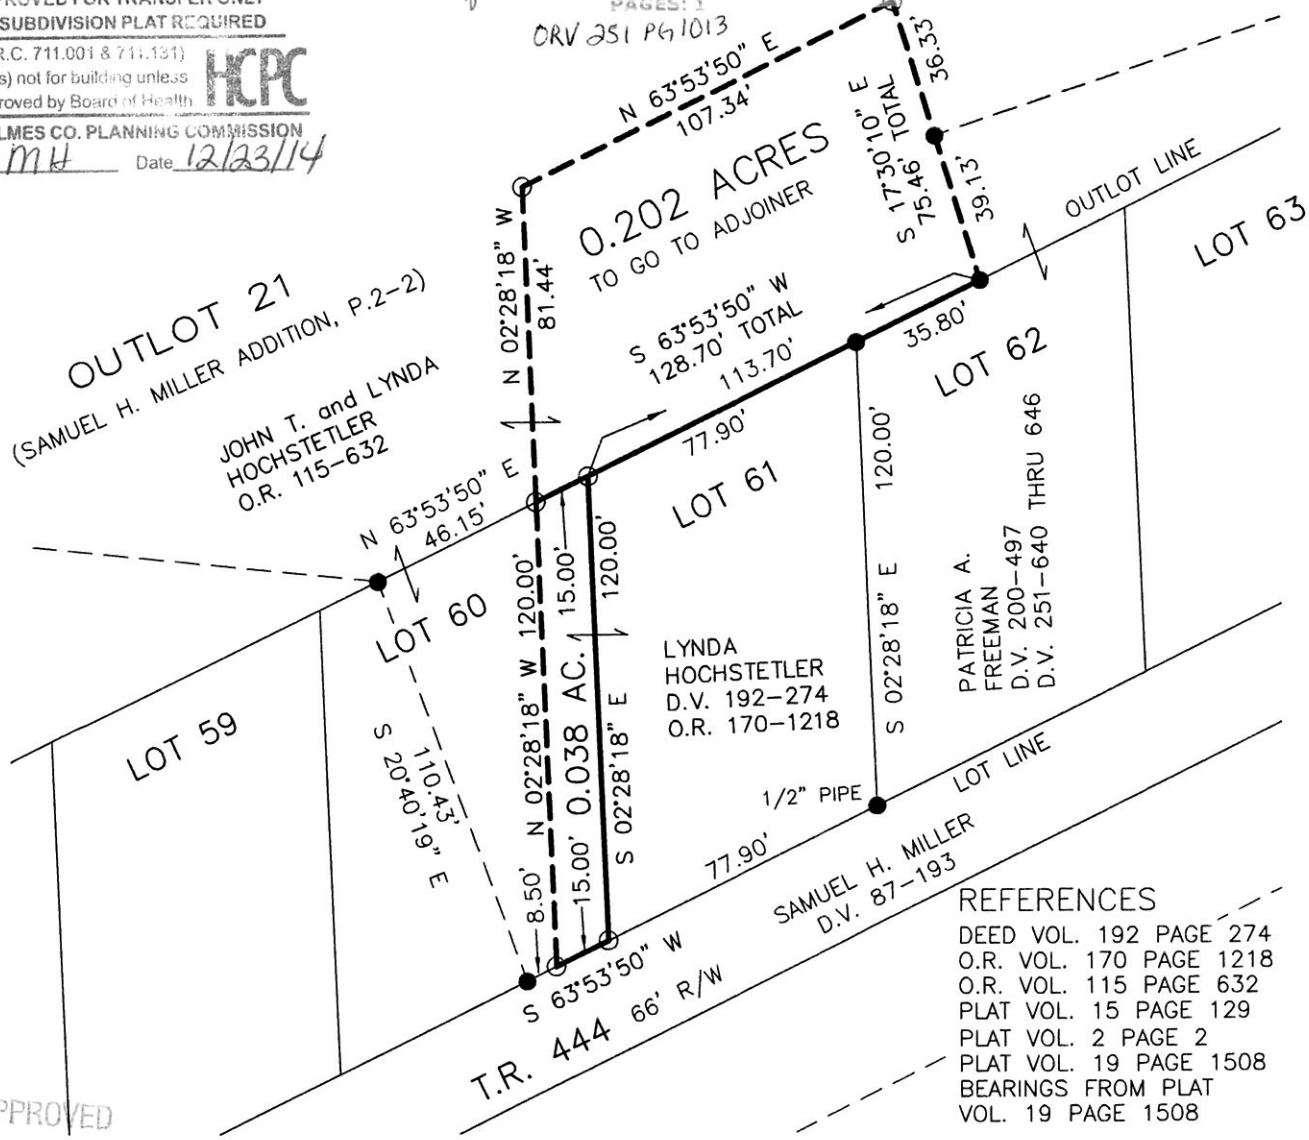 SUBDIVISION PLAT REQUIRED
R.C. 711.001 & 711.131)
s) not for building unless
roved by Board of Health
HCPC
LMES CO. PLANNING COMMISSION
MH Date 12/23/14
PAGES: 1
ORV 251 PG 1013
N 63°53'50" E
107.34'
36.33'
S 17°30'10" E
75.46' TOTAL
39.13'
0.202 ACRES
TO GO TO ADJOINER
N 02°28'18" W
81.44'
OUTLOT LINE
LOT 63
OUTLOT 21
(SAMUEL H. MILLER ADDITION, P.2-2)
JOHN T. and LYNDA
HOCHSTETLER
O.R. 115-632
S 63°53'50" W
128.70' TOTAL
113.70'
35.80'
LOT 62
77.90'
LOT 61
N 63°53'50" E
46.15'
LOT 60
LOT 59
110.43'
S 20°40'19" E
N 02°28'18" W 120.00'
15.00'
120.00'
0.038 AC.
15.00'
8.50'
S 02°28'18" E
LYNDA
HOCHSTETLER
D.V. 192-274
O.R. 170-1218
120.00'
S 02°28'18" E
PATRICIA A.
FREEMAN
D.V. 200-497
D.V. 251-640 THRU 646
1/2" PIPE
LOT LINE
77.90'
SAMUEL H. MILLER
D.V. 87-193
S 63°53'50" W
T.R. 444 66' R/W
REFERENCES
DEED VOL. 192 PAGE 274
O.R. VOL. 170 PAGE 1218
O.R. VOL. 115 PAGE 632
PLAT VOL. 15 PAGE 129
PLAT VOL. 2 PAGE 2
PLAT VOL. 19 PAGE 1508
BEARINGS FROM PLAT
VOL. 19 PAGE 1508
PPROVED